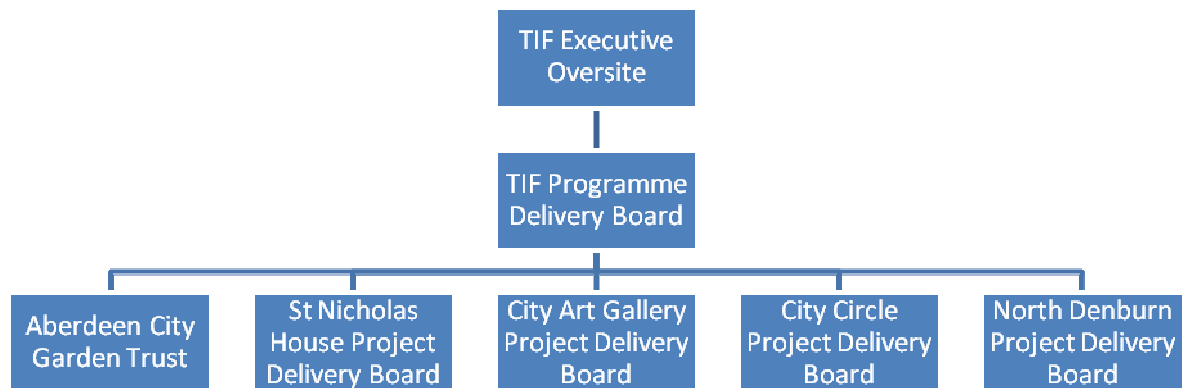 TIF Executive
Oversite
TIF Programme
Delivery Board
Aberdeen City
Garden Trust
St Nicholas
House Project
Delivery Board
City Art Gallery
Project Delivery
Board
City Circle
Project Delivery
Board
North Denburn
Project Delivery
Board